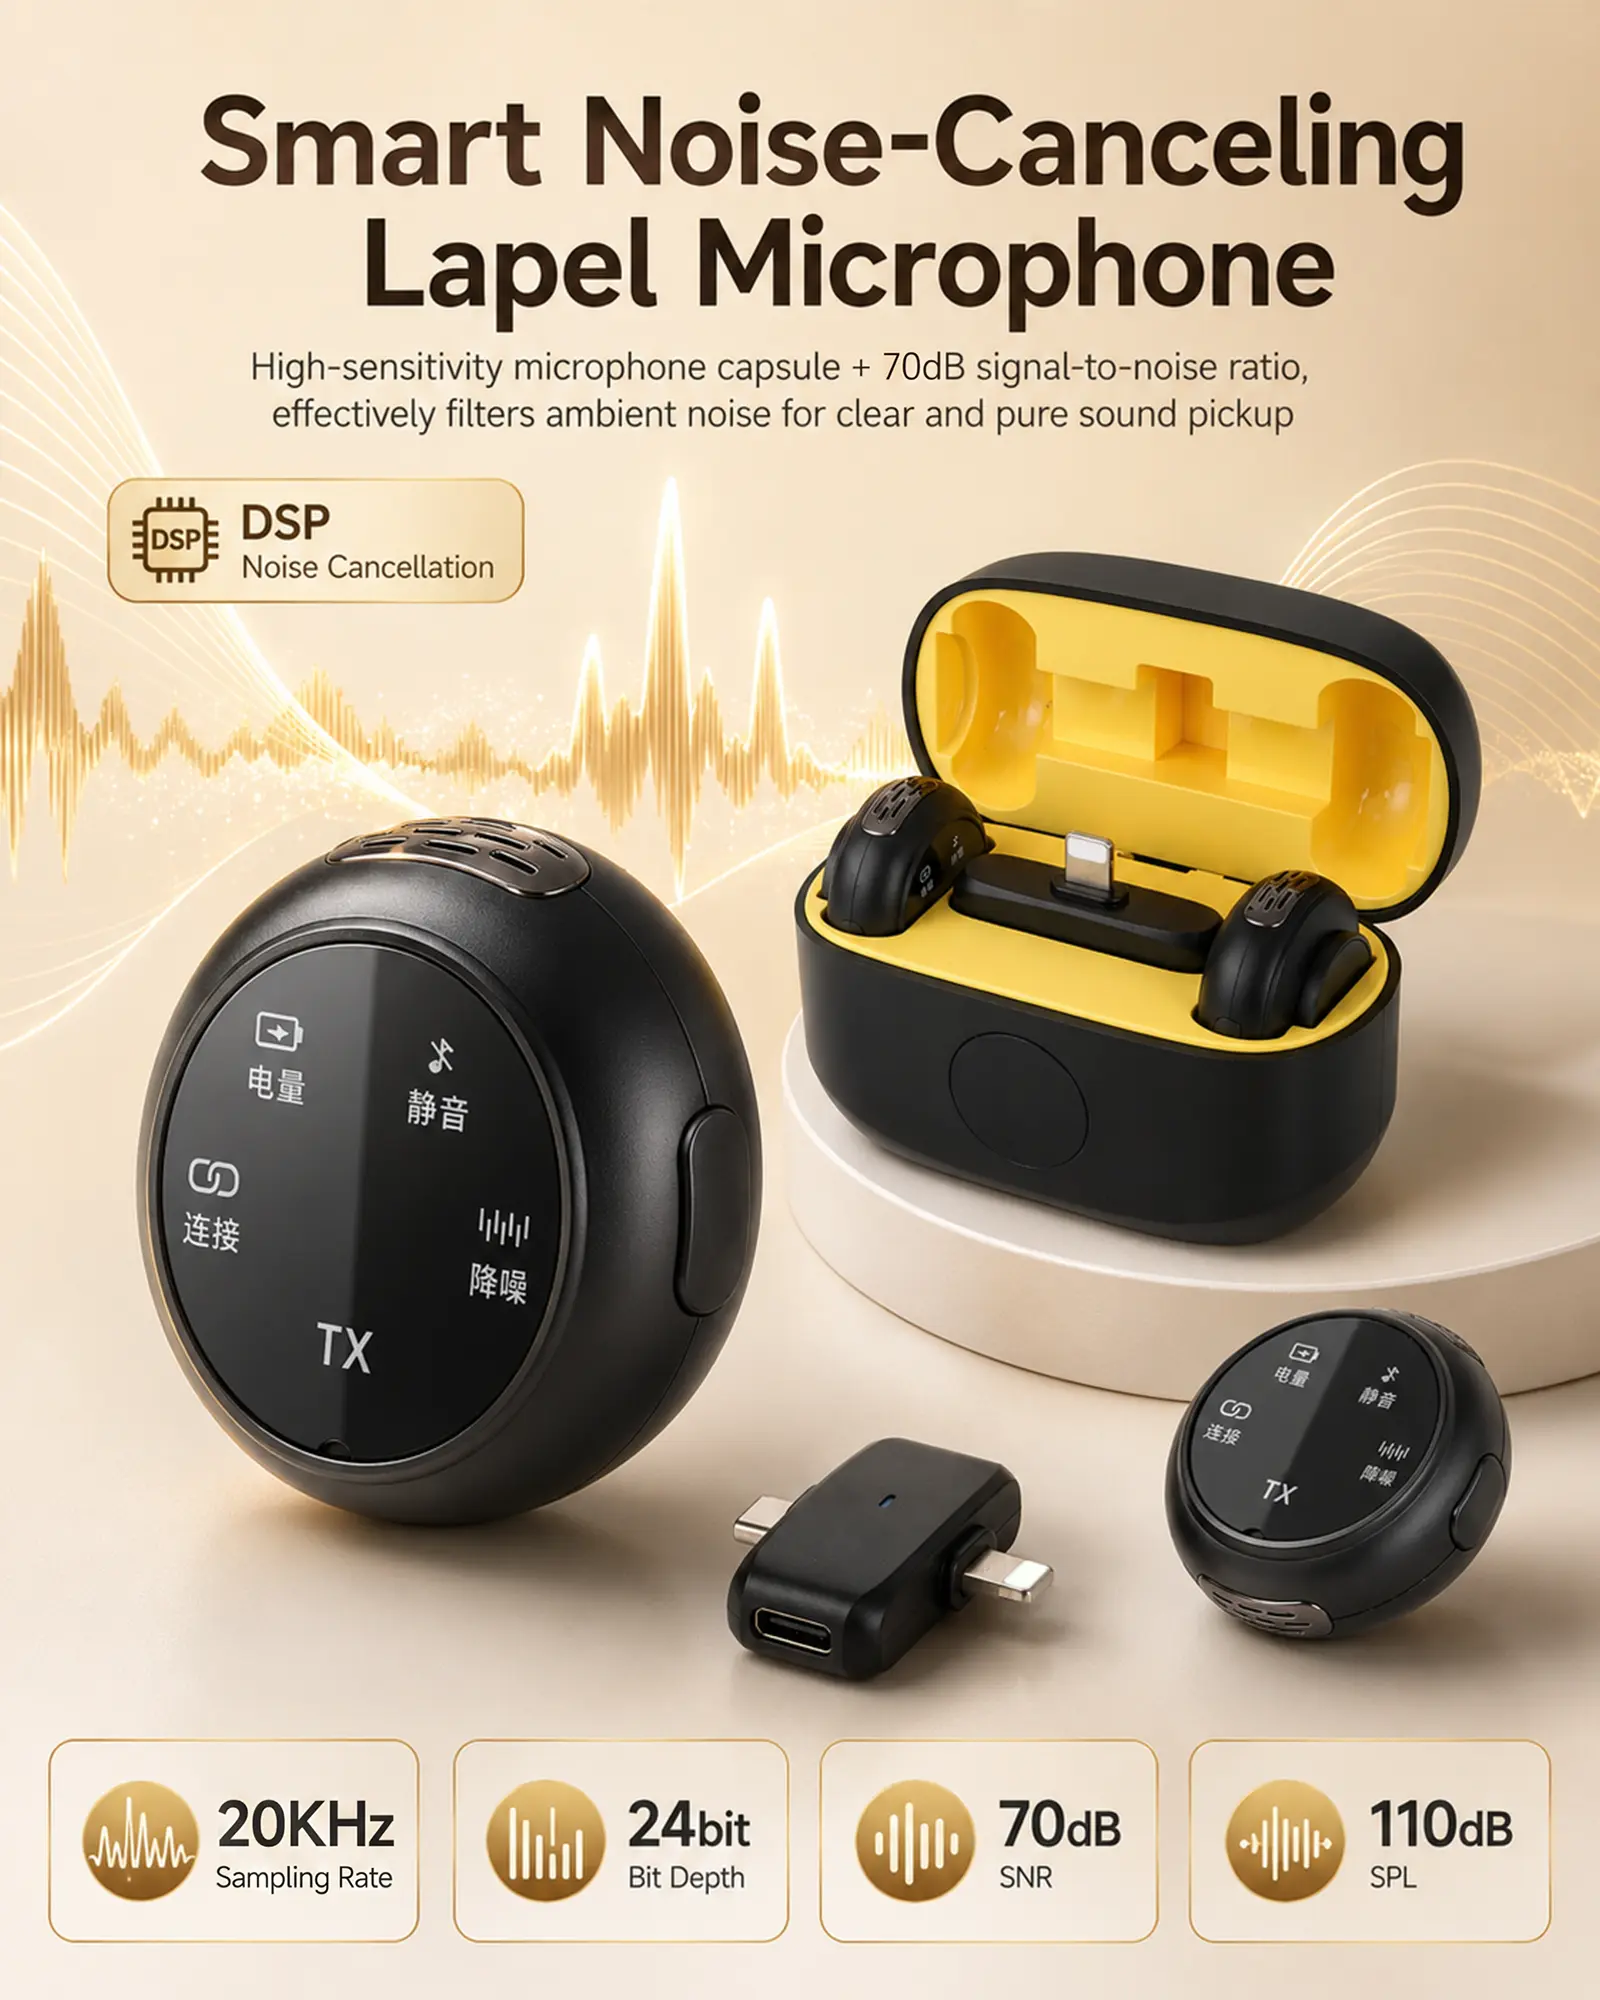 Smart Noise-Canceling
Lapel Microphone
High-sensitivity microphone capsule + 70dB signal-to-noise ratio,
effectively filters ambient noise for clear and pure sound pickup
DSP
DSP
Noise Cancellation
电量
静音
连接
降噪
TX
电量
静音
连接
降噪
TX
20KHz
Sampling Rate
24bit
Bit Depth
70dB
SNR
110dB
SPL